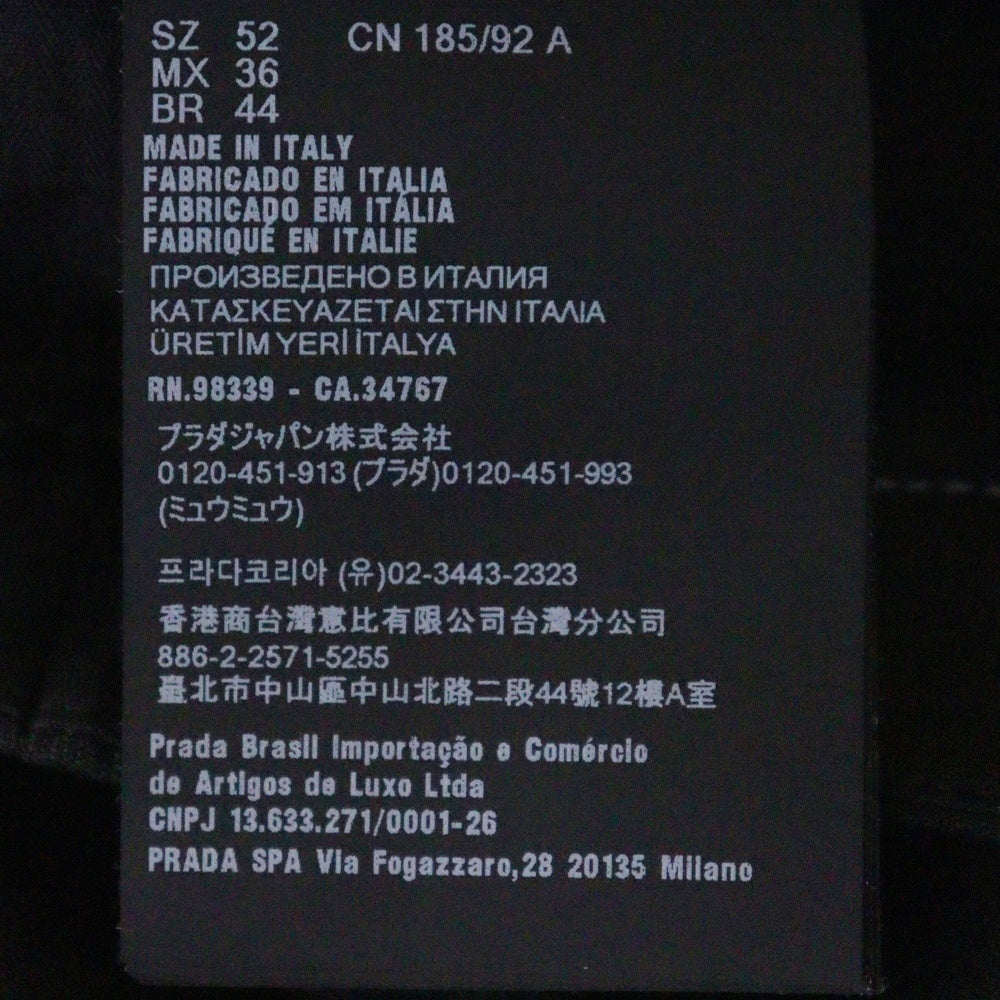 SZ 52 CN 185/92 A
MX 36
BR 44
MADE IN ITALY
FABRICADO EN ITALIA
FABRICADO EM ITÁLIA
FABRIQUÉ EN ITALIE
ПРОИЗВЕДЕНО В ИТАЛИЯ
ΚΑΤΑΣΚΕΥΑΖΕΤΑΙ ΣΤΗΝ ΙΤΑΛΙΑ
ÜRETİM YERİ İTALYA
RN.98339 - CA.34767
プラダジャパン株式会社
0120-451-913 (プラダ)0120-451-993
(ミュウミュウ)
프라다코리아 (유)02-3443-2323
香港商台灣惠比有限公司台灣分公司
886-2-2571-5255
臺北市中山區中山北路二段44號12樓A室
Prada Brasil Importação e Comércio
de Artigos de Luxo Ltda
CNPJ 13.633.271/0001-26
PRADA SPA Via Fogazzaro,28 20135 Milano